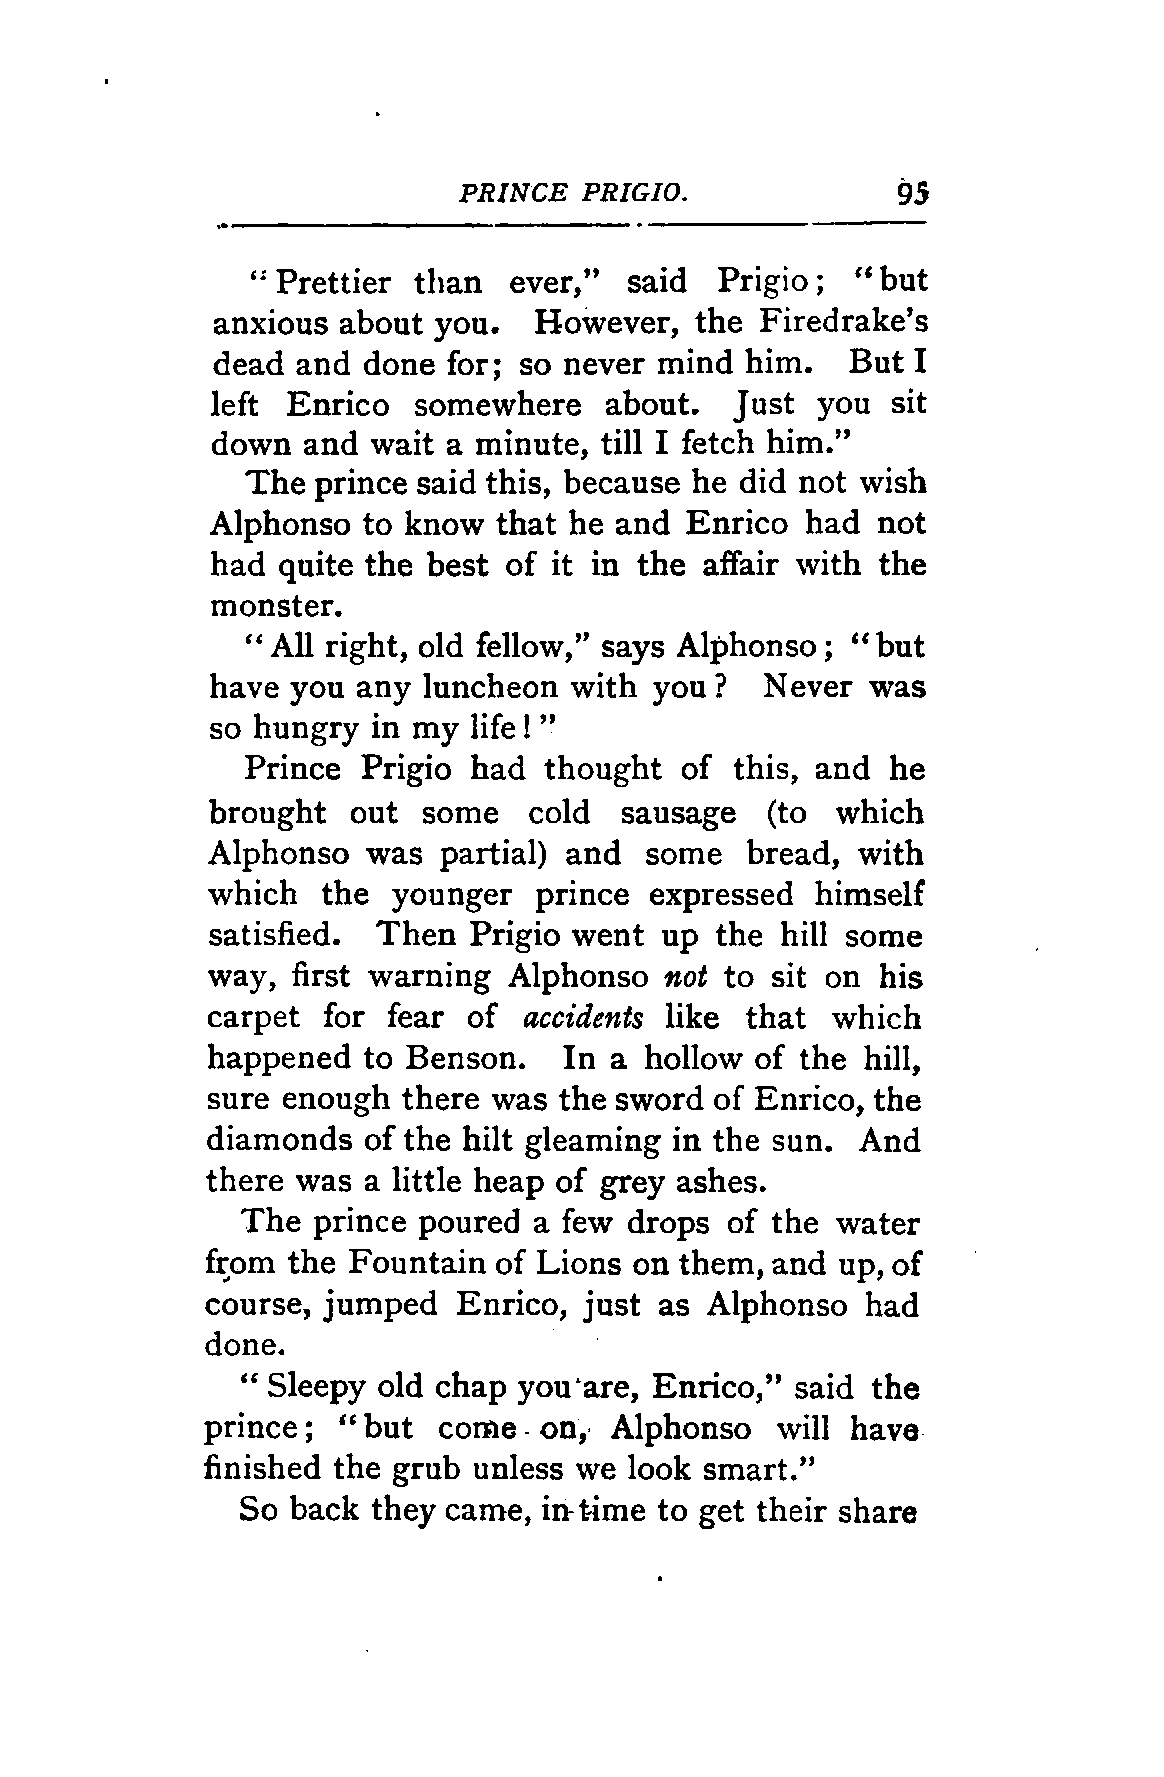 PRINCE PRIGIO. 95
"Prettier than ever," said Prigio; "but
anxious about you. However, the Firedrake's
dead and done for; so never mind him. But I
left Enrico somewhere about. Just you sit
down and wait a minute, till I fetch him."
The prince said this, because he did not wish
Alphonso to know that he and Enrico had not
had quite the best of it in the affair with the
monster.
"All right, old fellow," says Alphonso; "but
have you any luncheon with you? Never was
so hungry in my life!"
Prince Prigio had thought of this, and he
brought out some cold sausage (to which
Alphonso was partial) and some bread, with
which the younger prince expressed himself
satisfied. Then Prigio went up the hill some
way, first warning Alphonso not to sit on his
carpet for fear of accidents like that which
happened to Benson. In a hollow of the hill,
sure enough there was the sword of Enrico, the
diamonds of the hilt gleaming in the sun. And
there was a little heap of grey ashes.
The prince poured a few drops of the water
from the Fountain of Lions on them, and up, of
course, jumped Enrico, just as Alphonso had
done.
"Sleepy old chap you are, Enrico," said the
prince; "but come on, Alphonso will have
finished the grub unless we look smart."
So back they came, in time to get their share